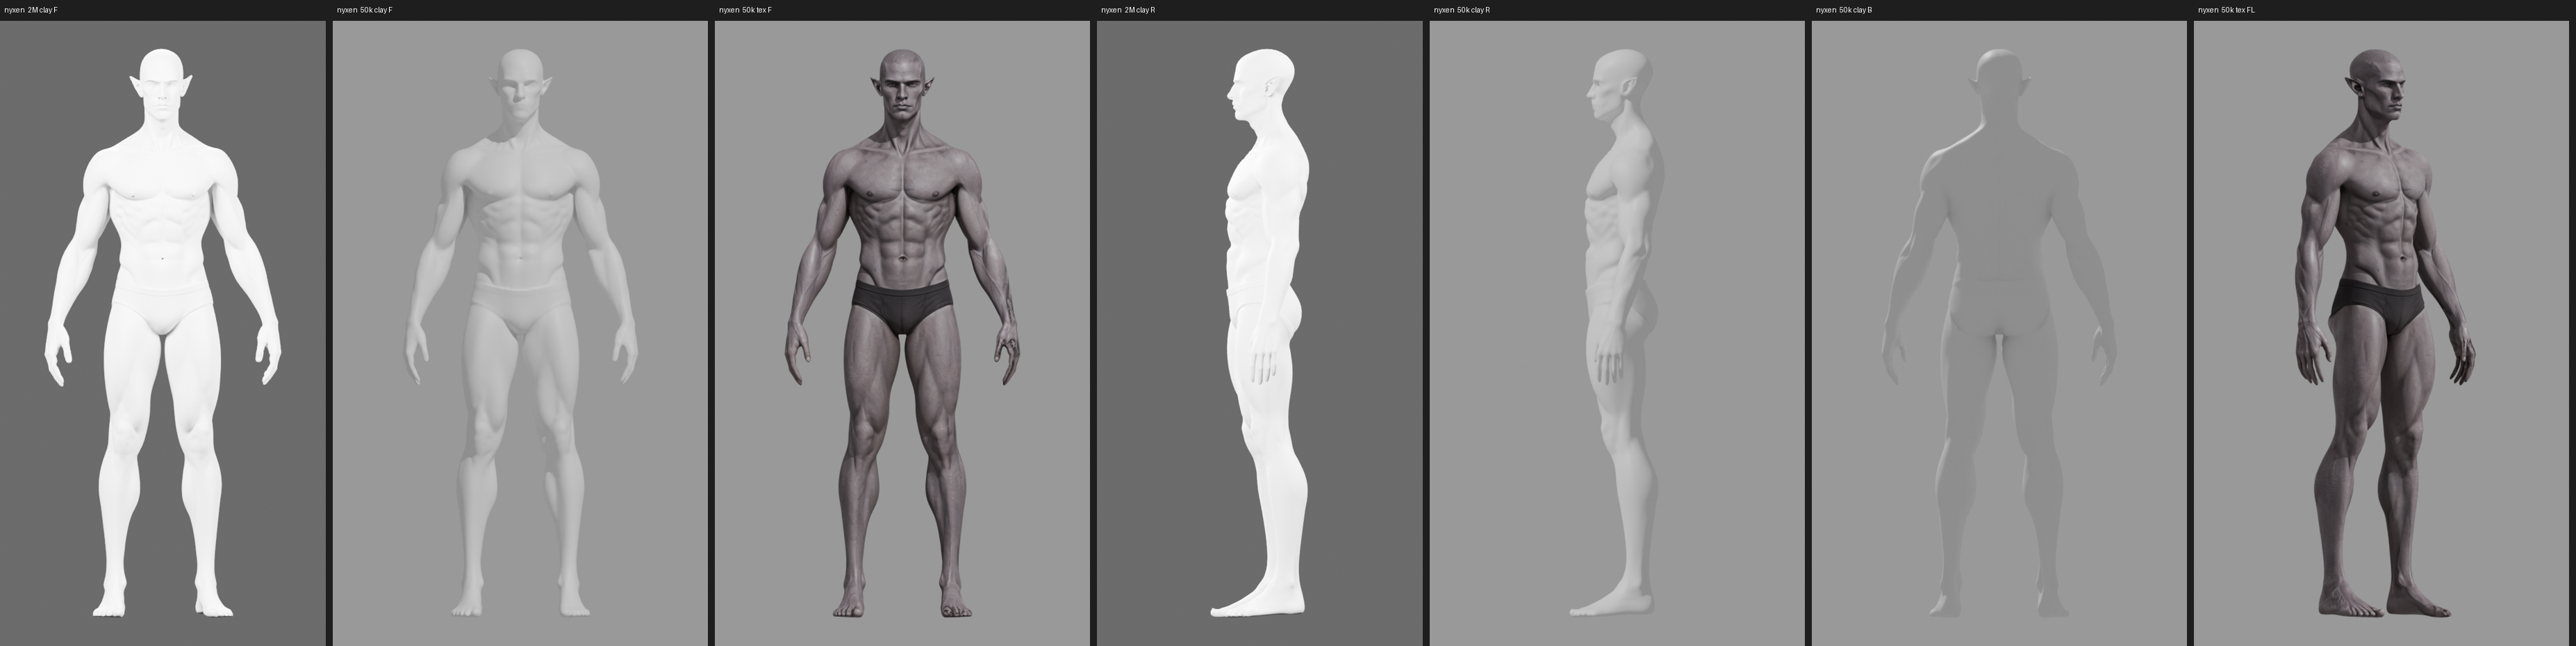 nyxen 2M clay F
nyxen 50k clay F
nyxen 50k tex F
nyxen 2M clay R
nyxen 50k clay R
nyxen 50k clay B
nyxen 50k tex FL